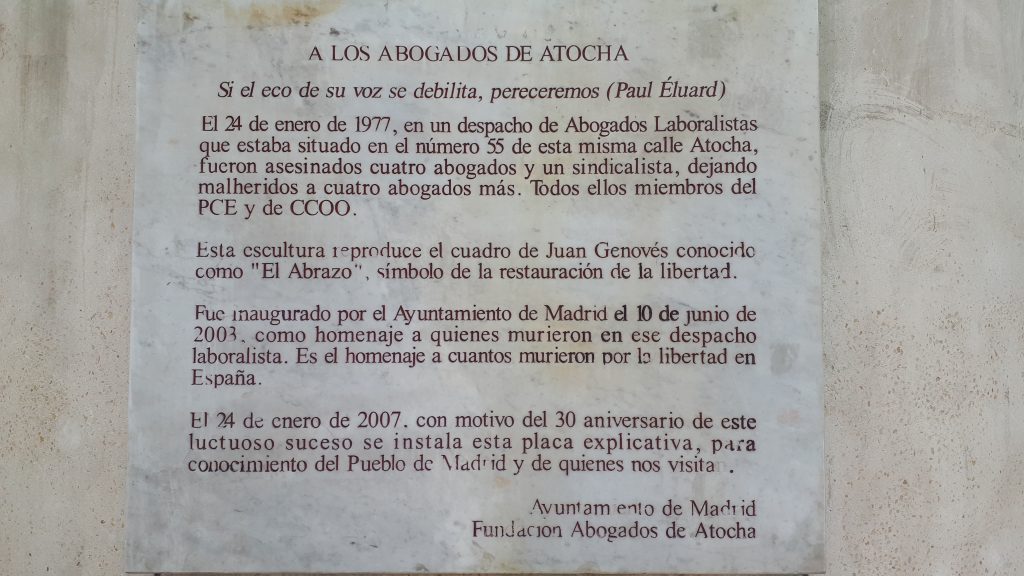 A LOS ABOGADOS DE ATOCHA
Si el eco de su voz se debilita, pereceremos (Paul Éluard)
El 24 de enero de 1977, en un despacho de Abogados Laboralistas
que estaba situado en el número 55 de esta misma calle Atocha,
fueron asesinados cuatro abogados y un sindicalista, dejando
malheridos a cuatro abogados más. Todos ellos miembros del
PCE y de CCOO.
Esta escultura reproduce el cuadro de Juan Genovés conocido
como "El Abrazo", símbolo de la restauración de la libertad.
Fue inaugurado por el Ayuntamiento de Madrid el 10 de junio de
2003, como homenaje a quienes murieron en ese despacho
laboralista. Es el homenaje a cuantos murieron por la libertad en
España.
El 24 de enero de 2007, con motivo del 30 aniversario de este
luctuoso suceso se instala esta placa explicativa, para
conocimiento del Pueblo de Madrid y de quienes nos visitan.
Ayuntamiento de Madrid
Fundación Abogados de Atocha